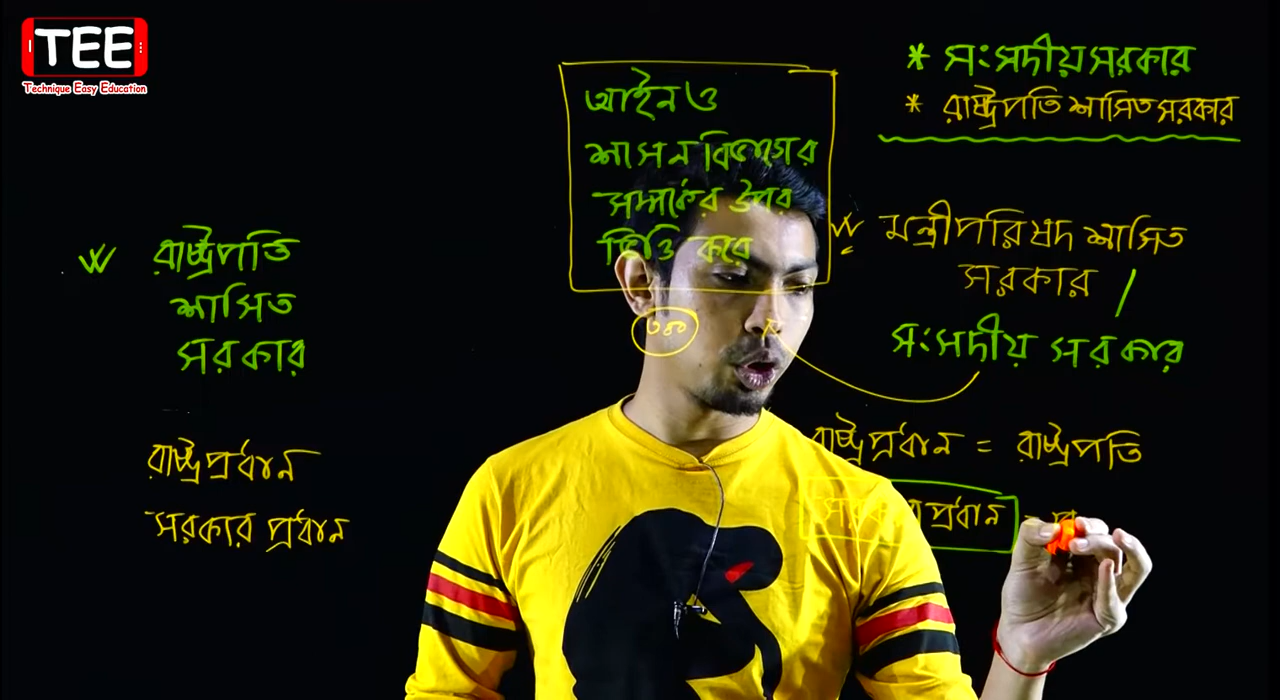 TEE
Technique Easy Education
* সংসদীয় সরকার
* রাষ্ট্রপতি শাসিত সরকার
আইন ও
শাসন বিভাগের
সম্পর্কের উপর
ভিত্তি করে
রাষ্ট্রপতি
শাসিত
সরকার
মন্ত্রীপরিষদ শাসিত
সরকার /
সংসদীয় সরকার
রাষ্ট্রপ্রধান
সরকার প্রধান
রাষ্ট্রপ্রধান = রাষ্ট্রপতি
সরকার প্রধান =